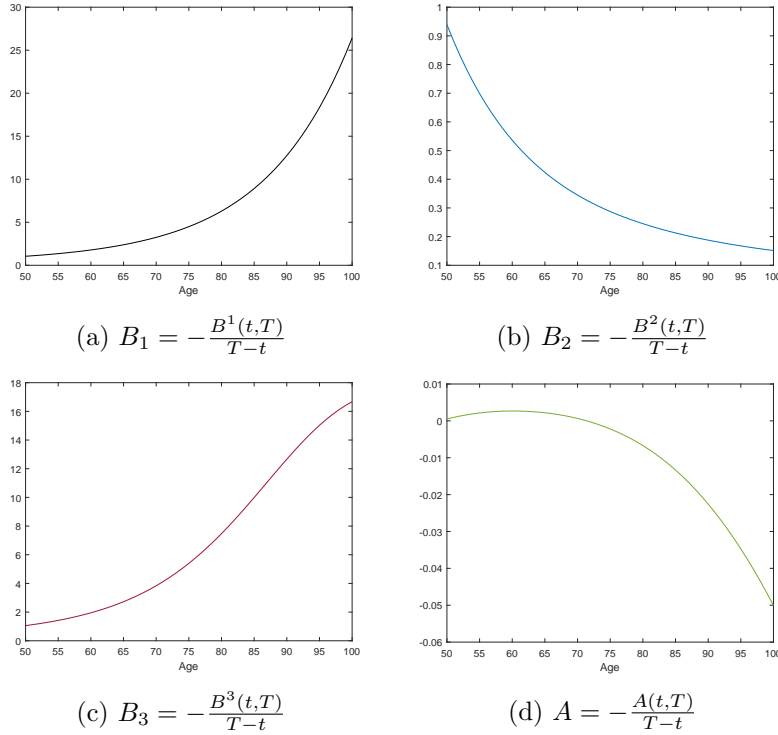 30
25
20
15
10
5
0
50 55 60 65 70 75 80 85 90 95 100
Age
(a) B₁ = −B¹(t,T)/(T−t)
1
0.9
0.8
0.7
0.6
0.5
0.4
0.3
0.2
0.1
50 55 60 65 70 75 80 85 90 95 100
Age
(b) B₂ = −B²(t,T)/(T−t)
18
16
14
12
10
8
6
4
2
0
50 55 60 65 70 75 80 85 90 95 100
Age
(c) B₃ = −B³(t,T)/(T−t)
0.01
0
-0.01
-0.02
-0.03
-0.04
-0.05
-0.06
50 55 60 65 70 75 80 85 90 95 100
Age
(d) A = −A(t,T)/(T−t)